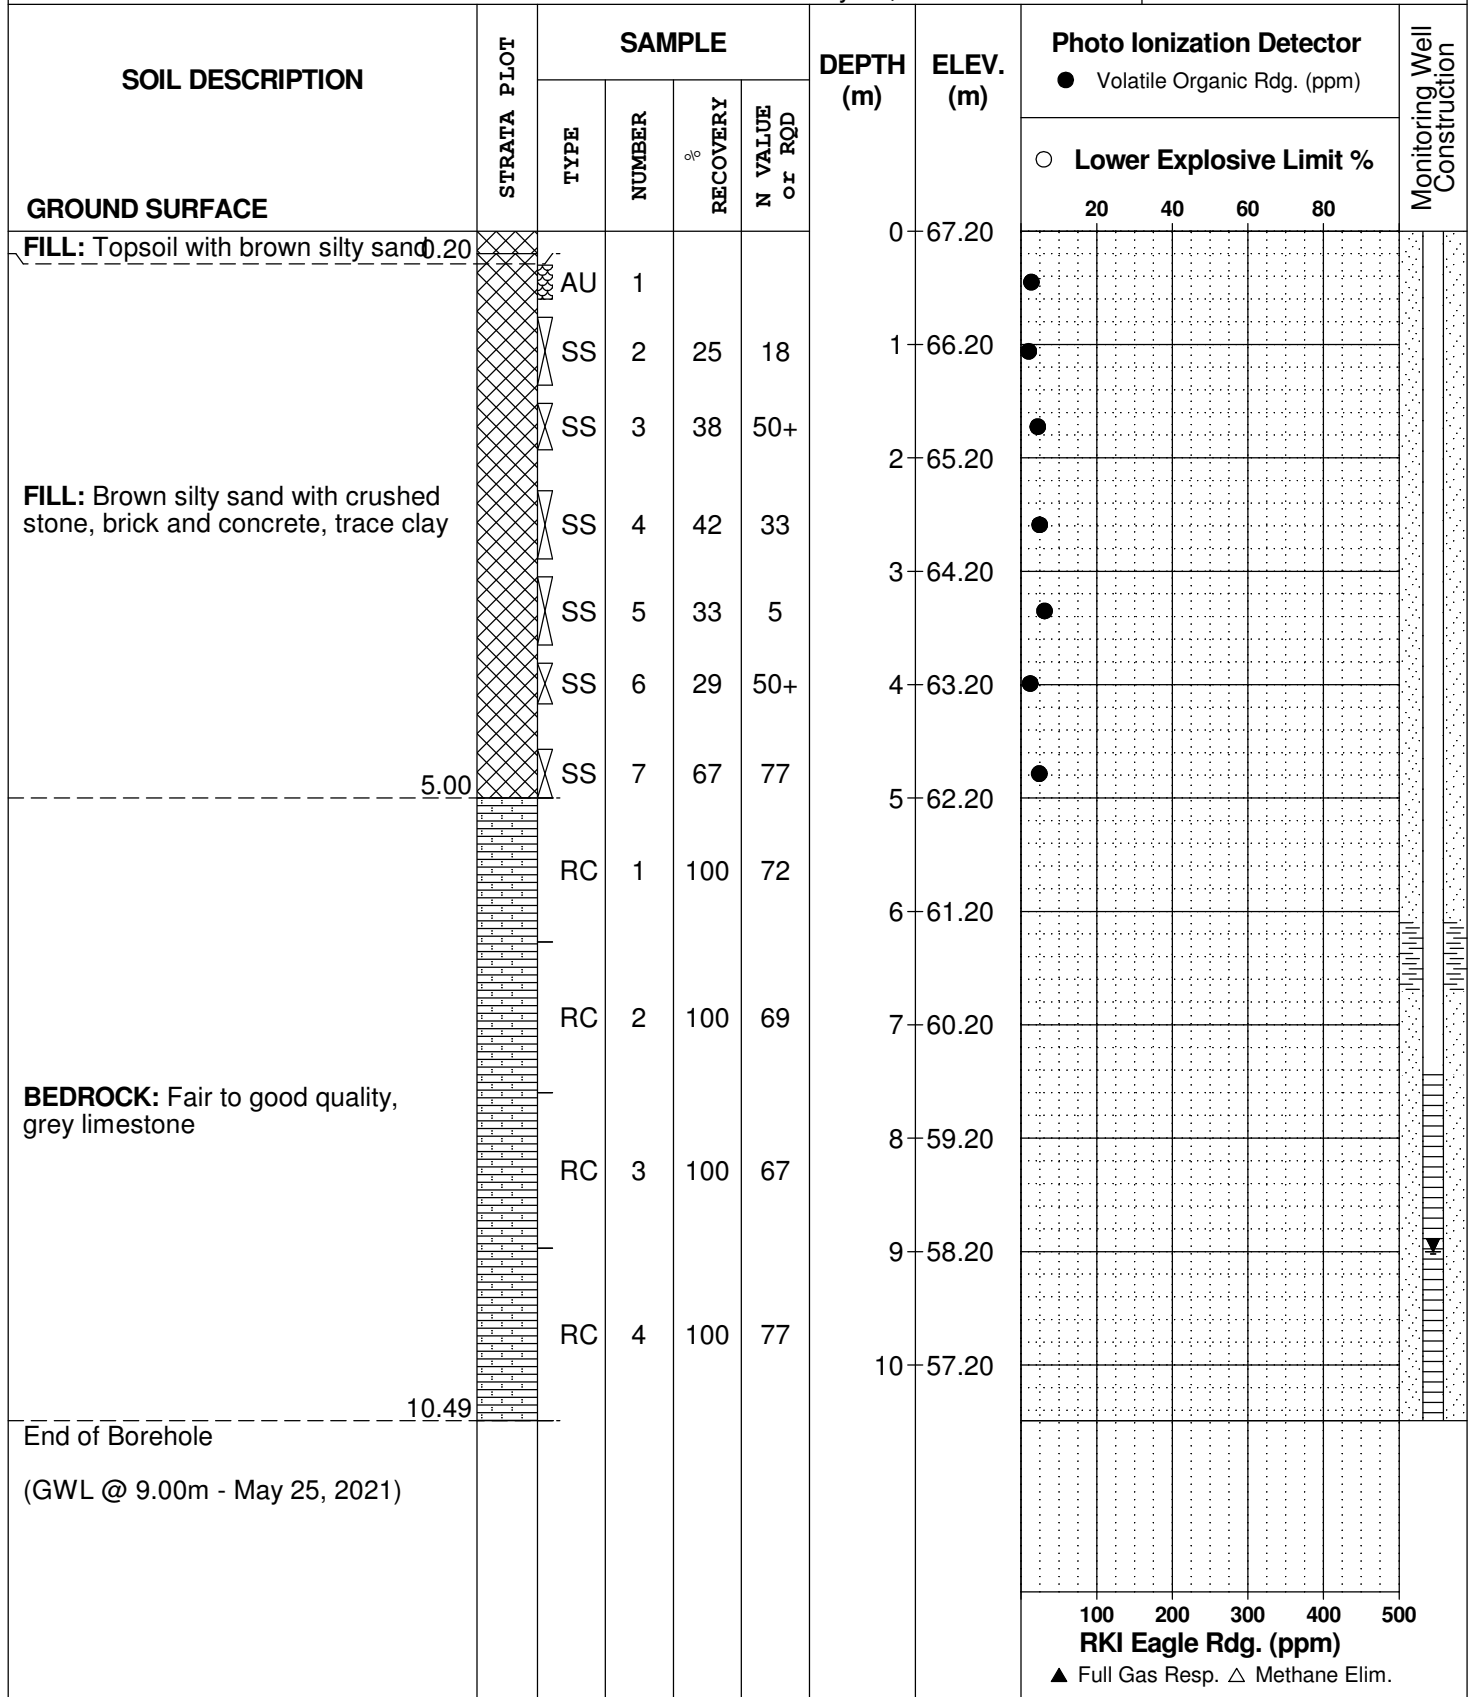 SOIL DESCRIPTION
GROUND SURFACE
STRATA PLOT
SAMPLE
TYPE
NUMBER
%
RECOVERY
N VALUE
or RQD
DEPTH
(m)
ELEV.
(m)
Photo Ionization Detector
● Volatile Organic Rdg. (ppm)
○ Lower Explosive Limit %
20 40 60 80
Monitoring Well
Construction
0 67.20
FILL: Topsoil with brown silty sand 0.20
AU 1
SS 2 25 18
1 66.20
SS 3 38 50+
2 65.20
FILL: Brown silty sand with crushed
stone, brick and concrete, trace clay
SS 4 42 33
3 64.20
SS 5 33 5
SS 6 29 50+
4 63.20
SS 7 67 77
5.00
5 62.20
RC 1 100 72
6 61.20
RC 2 100 69
7 60.20
BEDROCK: Fair to good quality,
grey limestone
8 59.20
RC 3 100 67
9 58.20
RC 4 100 77
10 57.20
10.49
End of Borehole
(GWL @ 9.00m - May 25, 2021)
100 200 300 400 500
RKI Eagle Rdg. (ppm)
▲ Full Gas Resp. △ Methane Elim.